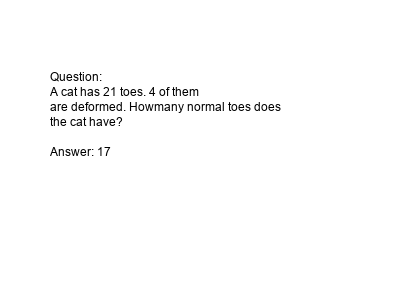 Question:
A cat has 21 toes. 4 of them
are deformed. Howmany normal toes does
the cat have?
Answer: 17